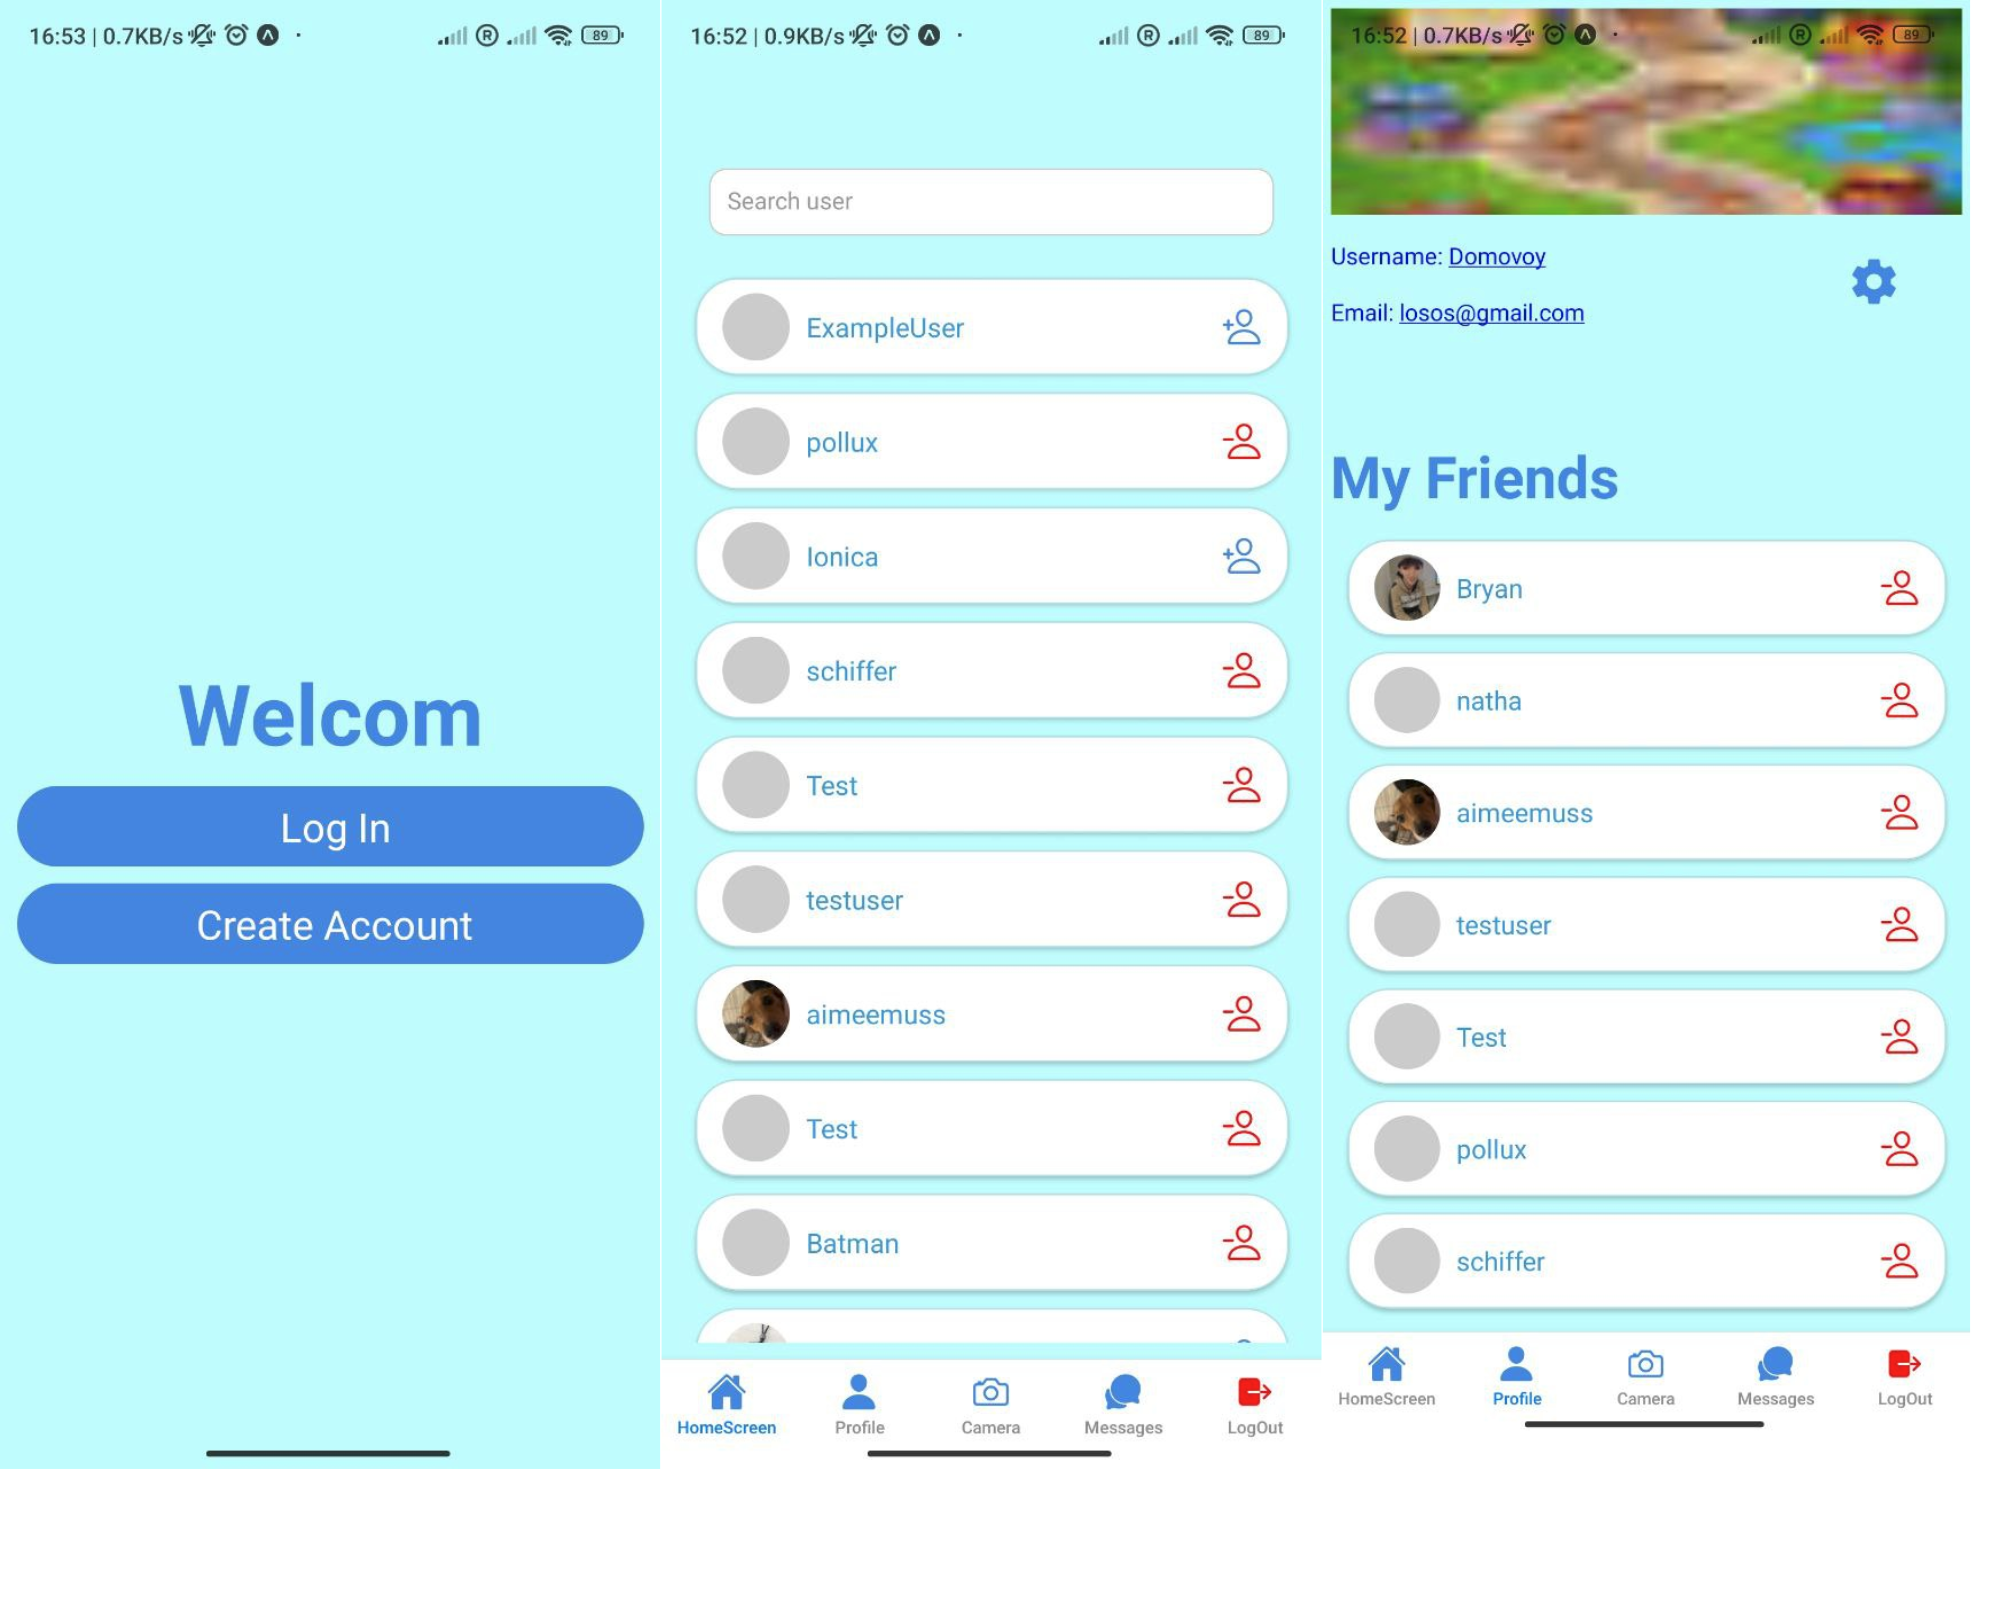 16:53 | 0.7KB/s
R
89
Welcom
Log In
Create Account
16:52 | 0.9KB/s
R
89
Search user
ExampleUser
pollux
Ionica
schiffer
Test
testuser
aimeemuss
Test
Batman
HomeScreen Profile Camera Messages LogOut
16:52 | 0.7KB/s
R
89
Username: Domovoy
Email: losos@gmail.com
My Friends
Bryan
natha
aimeemuss
testuser
Test
pollux
schiffer
HomeScreen Profile Camera Messages LogOut